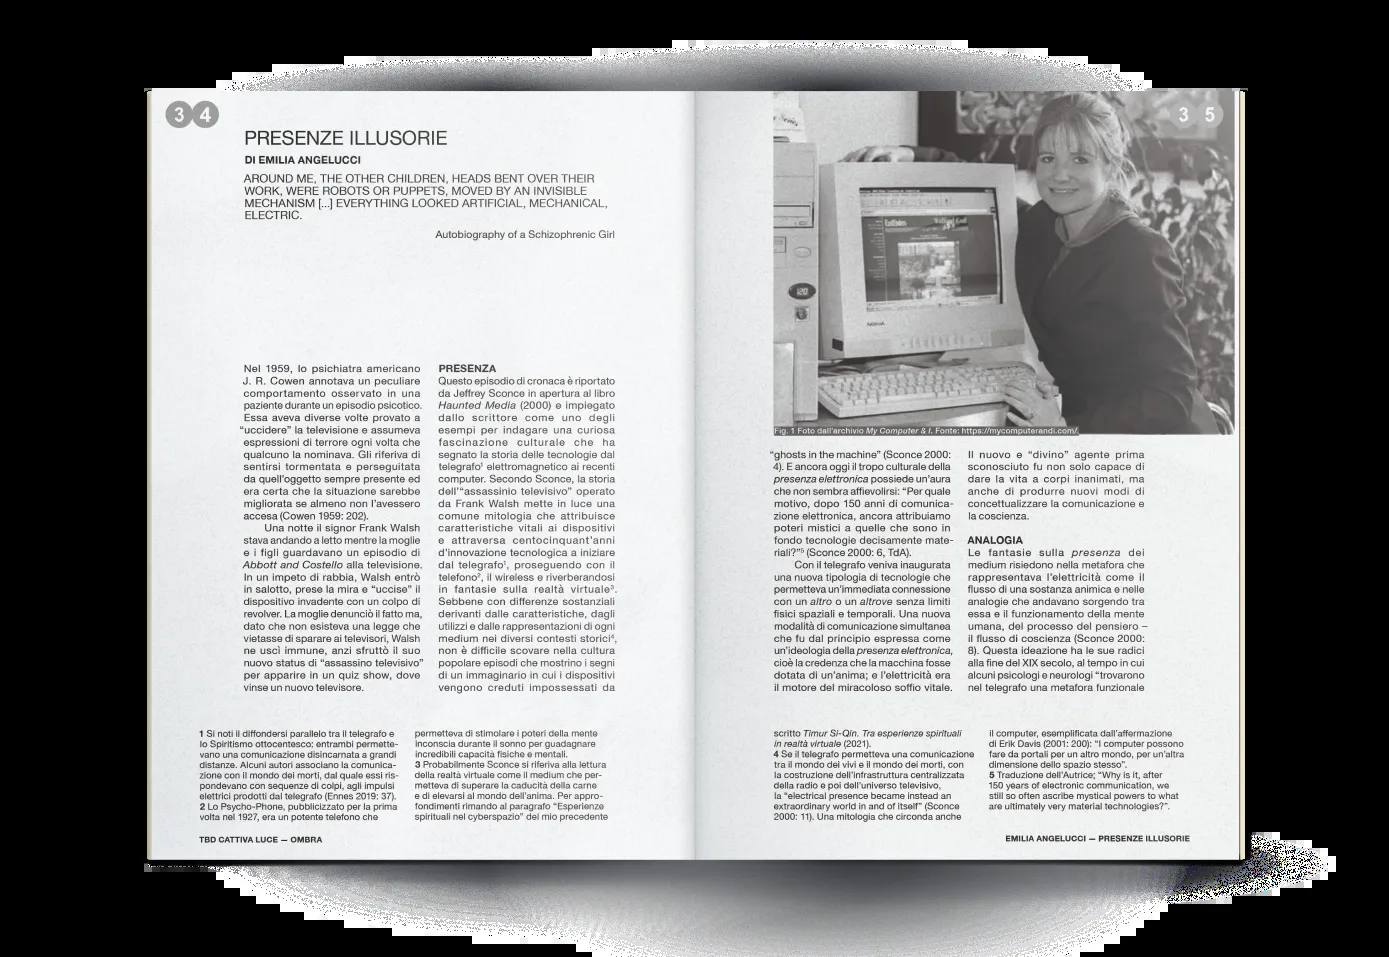 3 4
PRESENZE ILLUSORIE
DI EMILIA ANGELUCCI
AROUND ME, THE OTHER CHILDREN, HEADS BENT OVER THEIR
WORK, WERE ROBOTS OR PUPPETS, MOVED BY AN INVISIBLE
MECHANISM [...] EVERYTHING LOOKED ARTIFICIAL, MECHANICAL,
ELECTRIC.
Autobiography of a Schizophrenic Girl
Nel 1959, lo psichiatra americano
J. R. Cowen annotava un peculiare
comportamento osservato in una
paziente durante un episodio psicotico.
Essa aveva diverse volte provato a
“uccidere” la televisione e assumeva
espressioni di terrore ogni volta che
qualcuno la nominava. Gli riferiva di
sentirsi tormentata e perseguitata
da quell’oggetto sempre presente ed
era certa che la situazione sarebbe
migliorata se almeno non l’avessero
accesa (Cowen 1959: 202).
Una notte il signor Frank Walsh
stava andando a letto mentre la moglie
e i figli guardavano un episodio di
Abbott and Costello alla televisione.
In un impeto di rabbia, Walsh entrò
in salotto, prese la mira e “uccise” il
dispositivo invadente con un colpo di
revolver. La moglie denunciò il fatto ma,
dato che non esisteva una legge che
vietasse di sparare ai televisori, Walsh
ne uscì immune, anzi sfruttò il suo
nuovo status di “assassino televisivo”
per apparire in un quiz show, dove
vinse un nuovo televisore.
PRESENZA
Questo episodio di cronaca è riportato
da Jeffrey Sconce in apertura al libro
Haunted Media (2000) e impiegato
dallo scrittore come uno degli
esempi per indagare una curiosa
fascinazione culturale che ha
segnato la storia delle tecnologie dal
telegrafo¹ elettromagnetico ai recenti
computer. Secondo Sconce, la storia
dell’“assassinio televisivo” operato
da Frank Walsh mette in luce una
comune mitologia che attribuisce
caratteristiche vitali ai dispositivi
e attraversa centocinquant’anni
d’innovazione tecnologica a iniziare
dal telegrafo¹, proseguendo con il
telefono², il wireless e riverberandosi
in fantasie sulla realtà virtuale³.
Sebbene con differenze sostanziali
derivanti dalle caratteristiche, dagli
utilizzi e dalle rappresentazioni di ogni
medium nei diversi contesti storici⁴,
non è difficile scovare nella cultura
popolare episodi che mostrino i segni
di un immaginario in cui i dispositivi
vengono creduti impossessati da
1 Si noti il diffondersi parallelo tra il telegrafo e
lo Spiritismo ottocentesco: entrambi permette-
vano una comunicazione disincarnata a grandi
distanze. Alcuni autori associano la comunica-
zione con il mondo dei morti, dal quale essi ris-
pondevano con sequenze di colpi, agli impulsi
elettrici prodotti dal telegrafo (Ennes 2019: 37).
2 Lo Psycho-Phone, pubblicizzato per la prima
volta nel 1927, era un potente telefono che
permetteva di stimolare i poteri della mente
inconscia durante il sonno per guadagnare
incredibili capacità fisiche e mentali.
3 Probabilmente Sconce si riferiva alla lettura
della realtà virtuale come il medium che per-
metteva di superare la caducità della carne
e di elevarsi al mondo dell’anima. Per appro-
fondimenti rimando al paragrafo “Esperienze
spirituali nel cyberspazio” del mio precedente
TBD CATTIVA LUCE — OMBRA
3 5
NOKIA
Fig. 1 Foto dall’archivio My Computer & I. Fonte: https://mycomputerandi.com/.
“ghosts in the machine” (Sconce 2000:
4). E ancora oggi il tropo culturale della
presenza elettronica possiede un’aura
che non sembra affievolirsi: “Per quale
motivo, dopo 150 anni di comunica-
zione elettronica, ancora attribuiamo
poteri mistici a quelle che sono in
fondo tecnologie decisamente mate-
riali?”⁵ (Sconce 2000: 6, TdA).
Con il telegrafo veniva inaugurata
una nuova tipologia di tecnologie che
permetteva un’immediata connessione
con un altro o un altrove senza limiti
fisici spaziali e temporali. Una nuova
modalità di comunicazione simultanea
che fu dal principio espressa come
un’ideologia della presenza elettronica,
cioè la credenza che la macchina fosse
dotata di un’anima; e l’elettricità era
il motore del miracoloso soffio vitale.
Il nuovo e “divino” agente prima
sconosciuto fu non solo capace di
dare la vita a corpi inanimati, ma
anche di produrre nuovi modi di
concettualizzare la comunicazione e
la coscienza.
ANALOGIA
Le fantasie sulla presenza dei
medium risiedono nella metafora che
rappresentava l’elettricità come il
flusso di una sostanza animica e nelle
analogie che andavano sorgendo tra
essa e il funzionamento della mente
umana, del processo del pensiero –
il flusso di coscienza (Sconce 2000:
8). Questa ideazione ha le sue radici
alla fine del XIX secolo, al tempo in cui
alcuni psicologi e neurologi “trovarono
nel telegrafo una metafora funzionale
scritto Timur Si-Qin. Tra esperienze spirituali
in realtà virtuale (2021).
4 Se il telegrafo permetteva una comunicazione
tra il mondo dei vivi e il mondo dei morti, con
la costruzione dell’infrastruttura centralizzata
della radio e poi dell’universo televisivo,
la “electrical presence became instead an
extraordinary world in and of itself” (Sconce
2000: 11). Una mitologia che circonda anche
il computer, esemplificata dall’affermazione
di Erik Davis (2001: 200): “I computer possono
fare da portali per un altro mondo, per un’altra
dimensione dello spazio stesso”.
5 Traduzione dell’Autrice; “Why is it, after
150 years of electronic communication, we
still so often ascribe mystical powers to what
are ultimately very material technologies?”.
EMILIA ANGELUCCI — PRESENZE ILLUSORIE